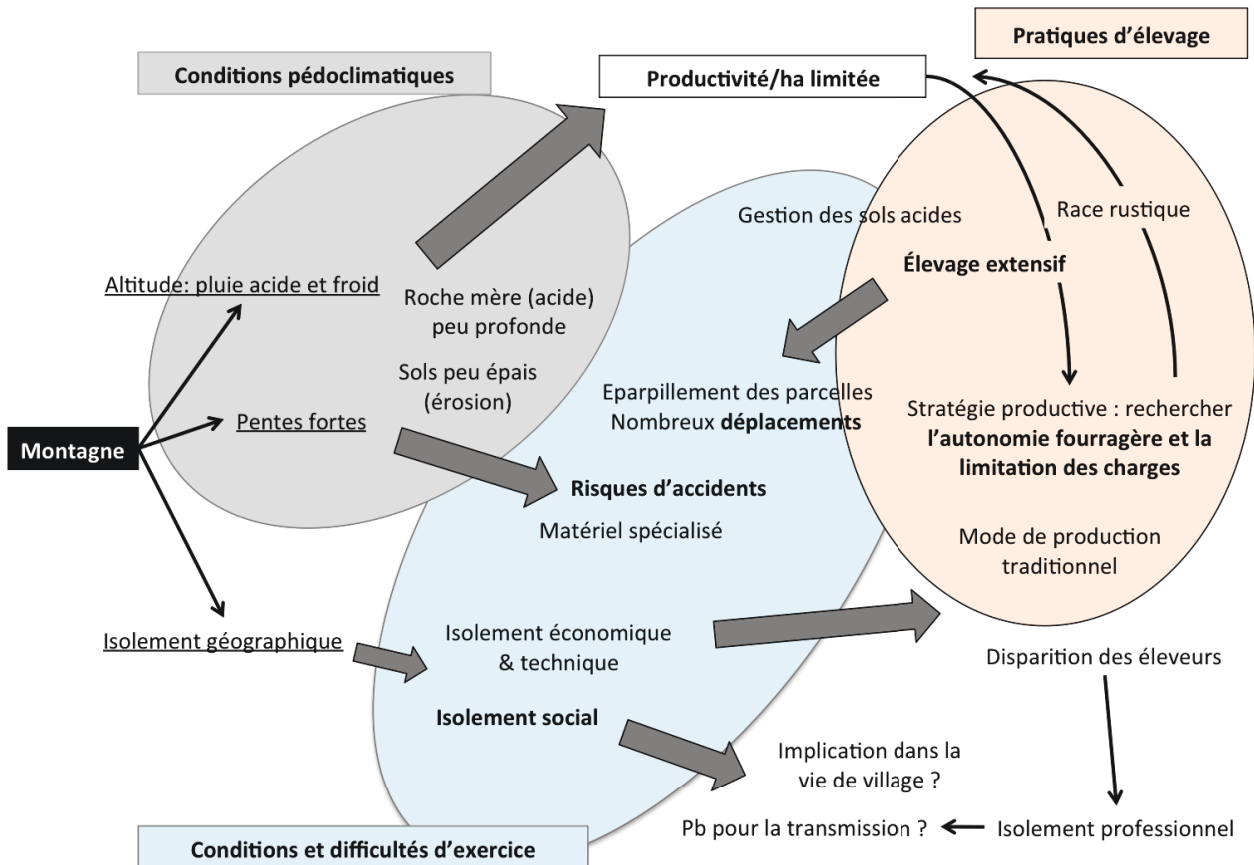 Pratiques d’élevage
Conditions pédoclimatiques
Productivité/ha limitée
Gestion des sols acides
Race rustique
Élevage extensif
Altitude: pluie acide et froid
Roche mère (acide)
peu profonde
Sols peu épais
(érosion)
Eparpillement des parcelles
Nombreux déplacements
Stratégie productive : rechercher
l’autonomie fourragère et la
limitation des charges
Pentes fortes
Montagne
Risques d’accidents
Matériel spécialisé
Mode de production
traditionnel
Isolement géographique
Isolement économique
& technique
Disparition des éleveurs
Isolement social
Implication dans la
vie de village ?
Pb pour la transmission ?
Isolement professionnel
Conditions et difficultés d’exercice